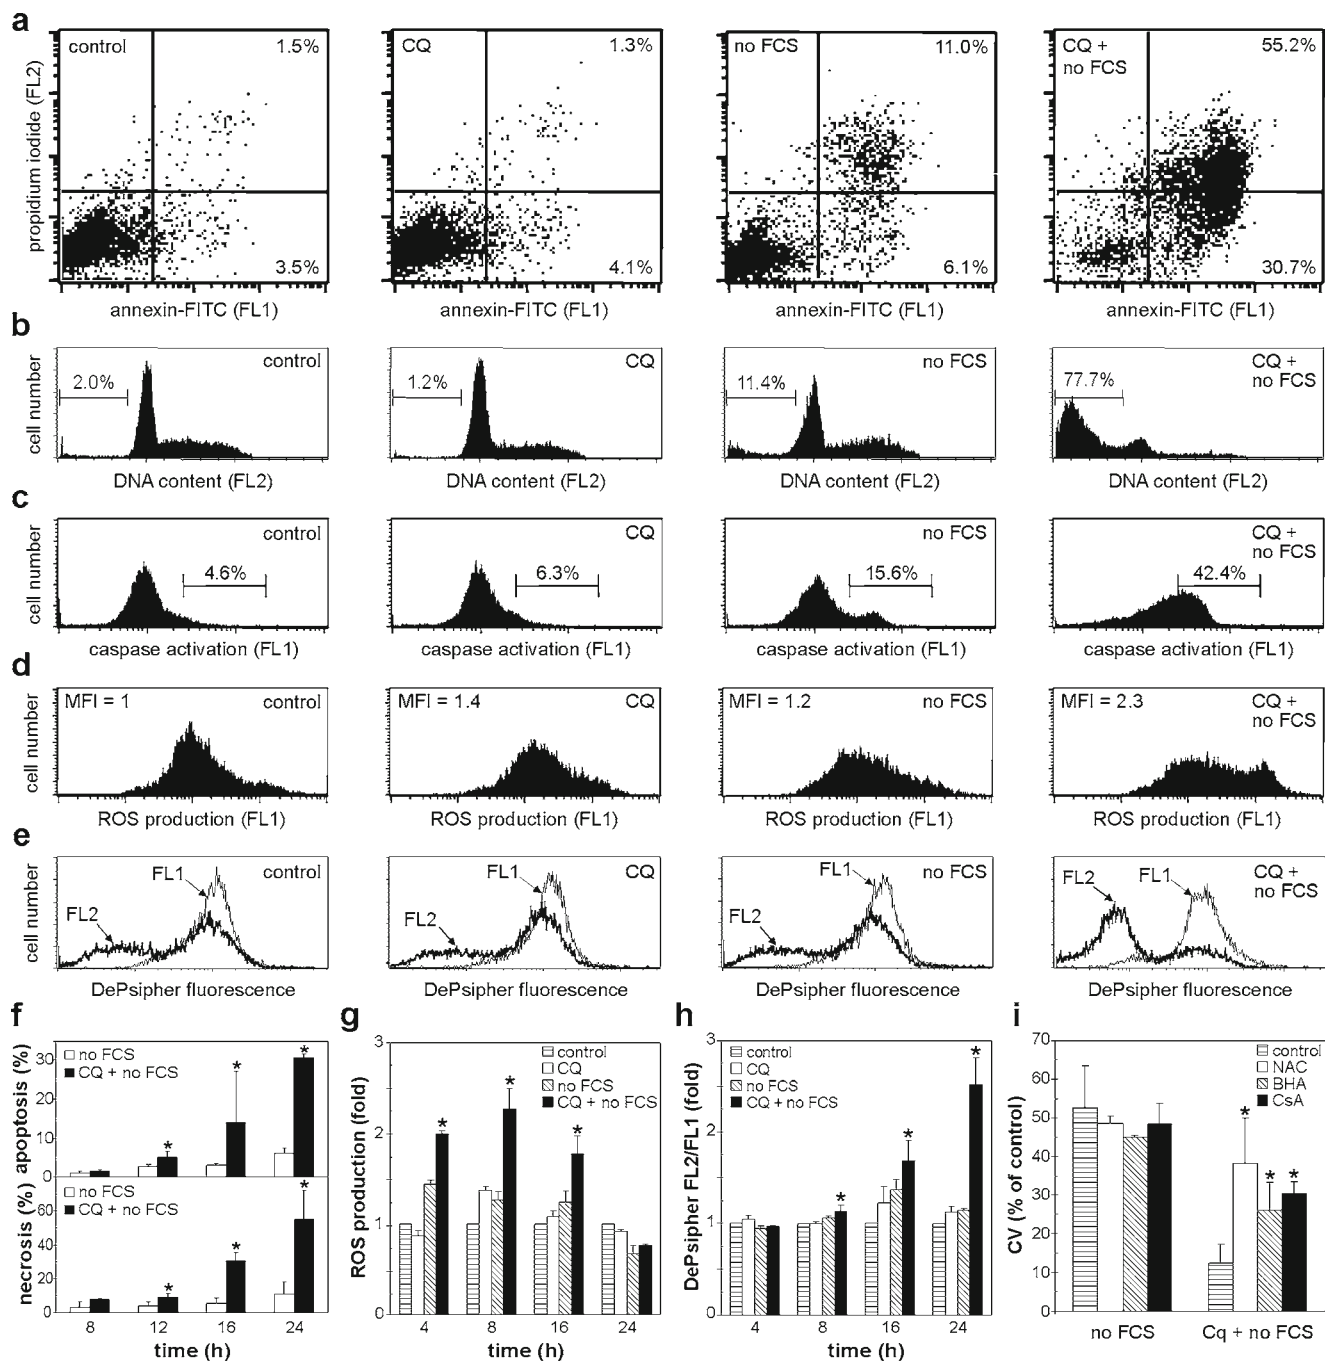 a
control
1.5%
3.5%
propidium iodide (FL2)
annexin-FITC (FL1)
CQ
1.3%
4.1%
annexin-FITC (FL1)
no FCS
11.0%
6.1%
annexin-FITC (FL1)
CQ +
no FCS
55.2%
30.7%
annexin-FITC (FL1)
b
cell number
2.0%
control
DNA content (FL2)
1.2%
CQ
DNA content (FL2)
11.4%
no FCS
DNA content (FL2)
77.7%
CQ +
no FCS
DNA content (FL2)
c
cell number
control
4.6%
caspase activation (FL1)
CQ
6.3%
caspase activation (FL1)
no FCS
15.6%
caspase activation (FL1)
CQ +
no FCS
42.4%
caspase activation (FL1)
d
cell number
MFI = 1
control
ROS production (FL1)
MFI = 1.4
CQ
ROS production (FL1)
MFI = 1.2
no FCS
ROS production (FL1)
MFI = 2.3
CQ +
no FCS
ROS production (FL1)
e
cell number
FL1
control
FL2
DePsipher fluorescence
FL1
CQ
FL2
DePsipher fluorescence
FL1
no FCS
FL2
DePsipher fluorescence
FL2
FL1
CQ +
no FCS
DePsipher fluorescence
f
apoptosis (%)
30
20
10
0
no FCS
CQ + no FCS
*
*
*
necrosis (%)
60
40
20
0
no FCS
CQ + no FCS
*
*
*
8
12
16
24
time (h)
g
ROS production (fold)
3
2
1
0
control
CQ
no FCS
CQ + no FCS
*
*
*
4
8
16
24
time (h)
h
DePsipher FL2/FL1 (fold)
3
2
1
0
control
CQ
no FCS
CQ + no FCS
*
*
*
4
8
16
24
time (h)
i
CV (% of control)
70
60
50
40
30
20
10
0
control
NAC
BHA
CsA
*
*
*
no FCS
Cq + no FCS